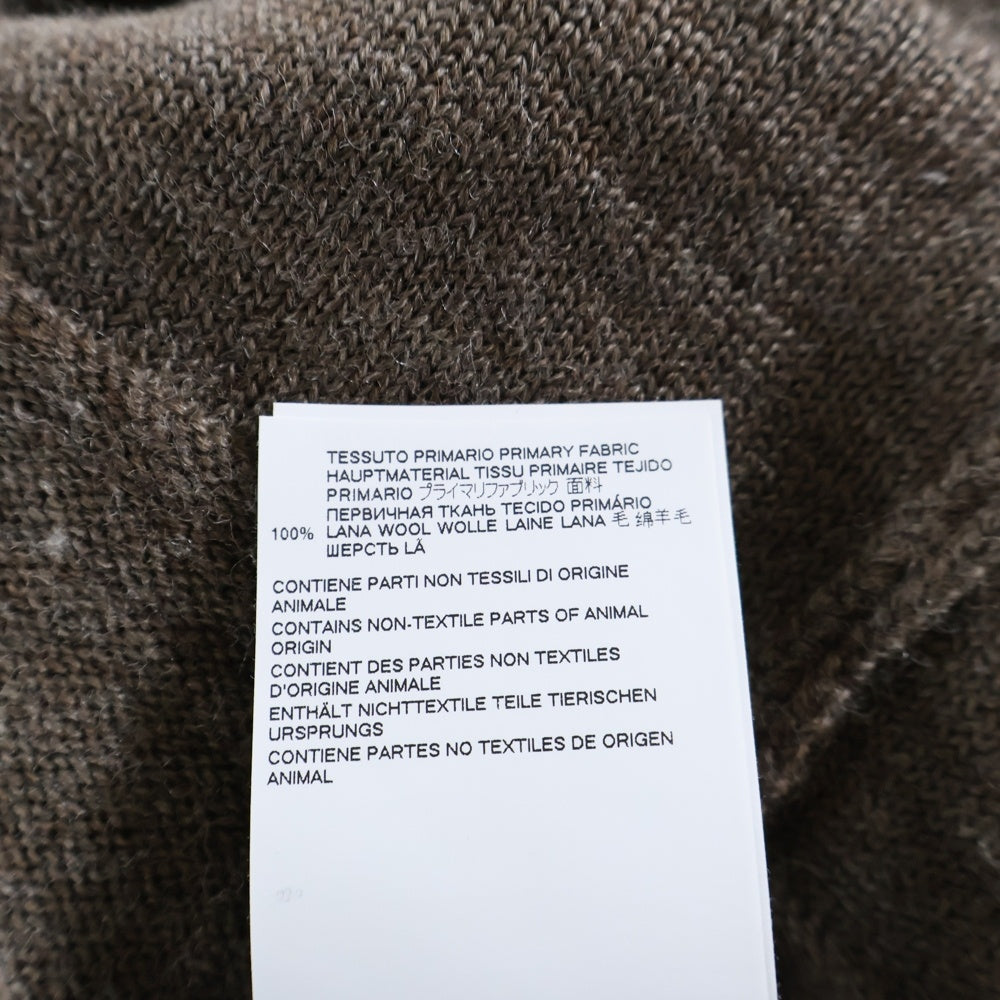 TESSUTO PRIMARIO PRIMARY FABRIC
HAUPTMATERIAL TISSU PRIMAIRE TEJIDO
PRIMARIO プライマリファブリック 面料
ПЕРВИЧНАЯ ТКАНЬ TECIDO PRIMÁRIO
100% LANA WOOL WOLLE LAINE LANA 毛 绵羊毛
ШЕРСТЬ LÃ
CONTIENE PARTI NON TESSILI DI ORIGINE
ANIMALE
CONTAINS NON-TEXTILE PARTS OF ANIMAL
ORIGIN
CONTIENT DES PARTIES NON TEXTILES
D'ORIGINE ANIMALE
ENTHÄLT NICHTTEXTILE TEILE TIERISCHEN
URSPRUNGS
CONTIENE PARTES NO TEXTILES DE ORIGEN
ANIMAL